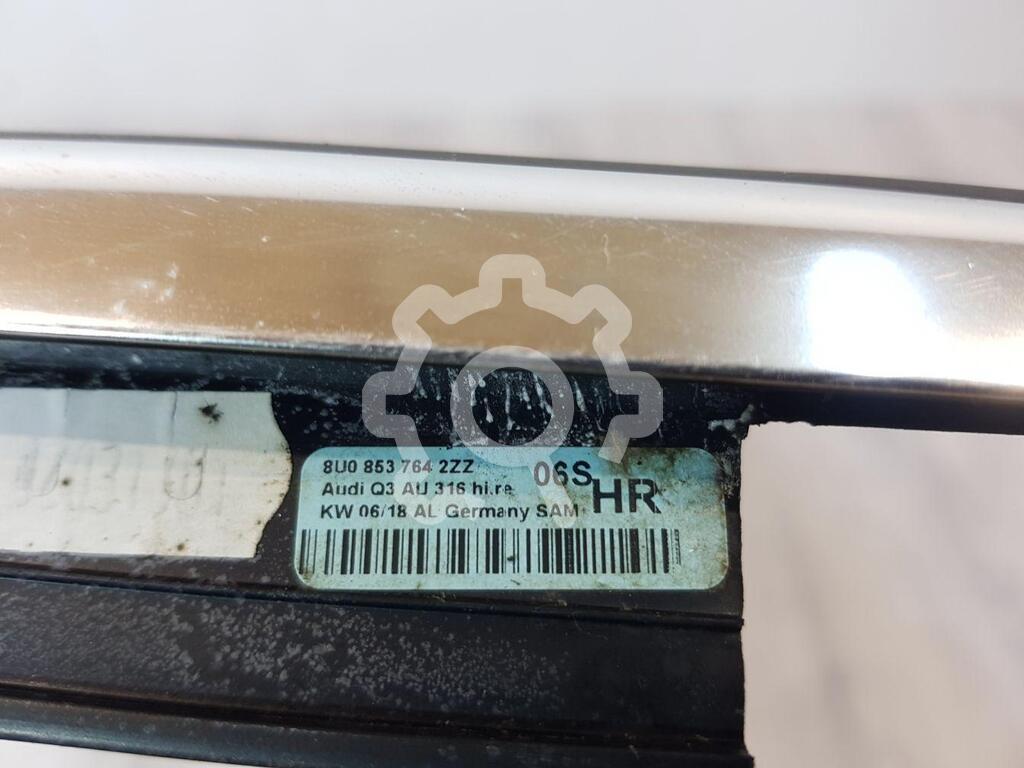 8U0 853 764 2ZZ 06S
Audi Q3 AU 316 hi.re HR
KW 06/18 AL Germany SAM